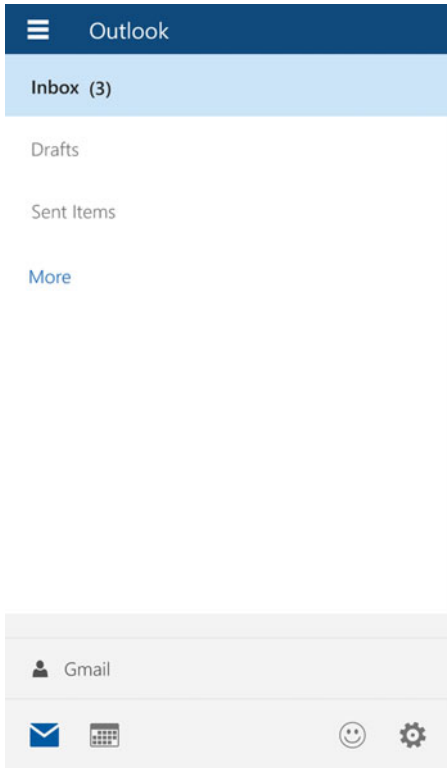 Outlook
Inbox (3)
Drafts
Sent Items
More
Gmail